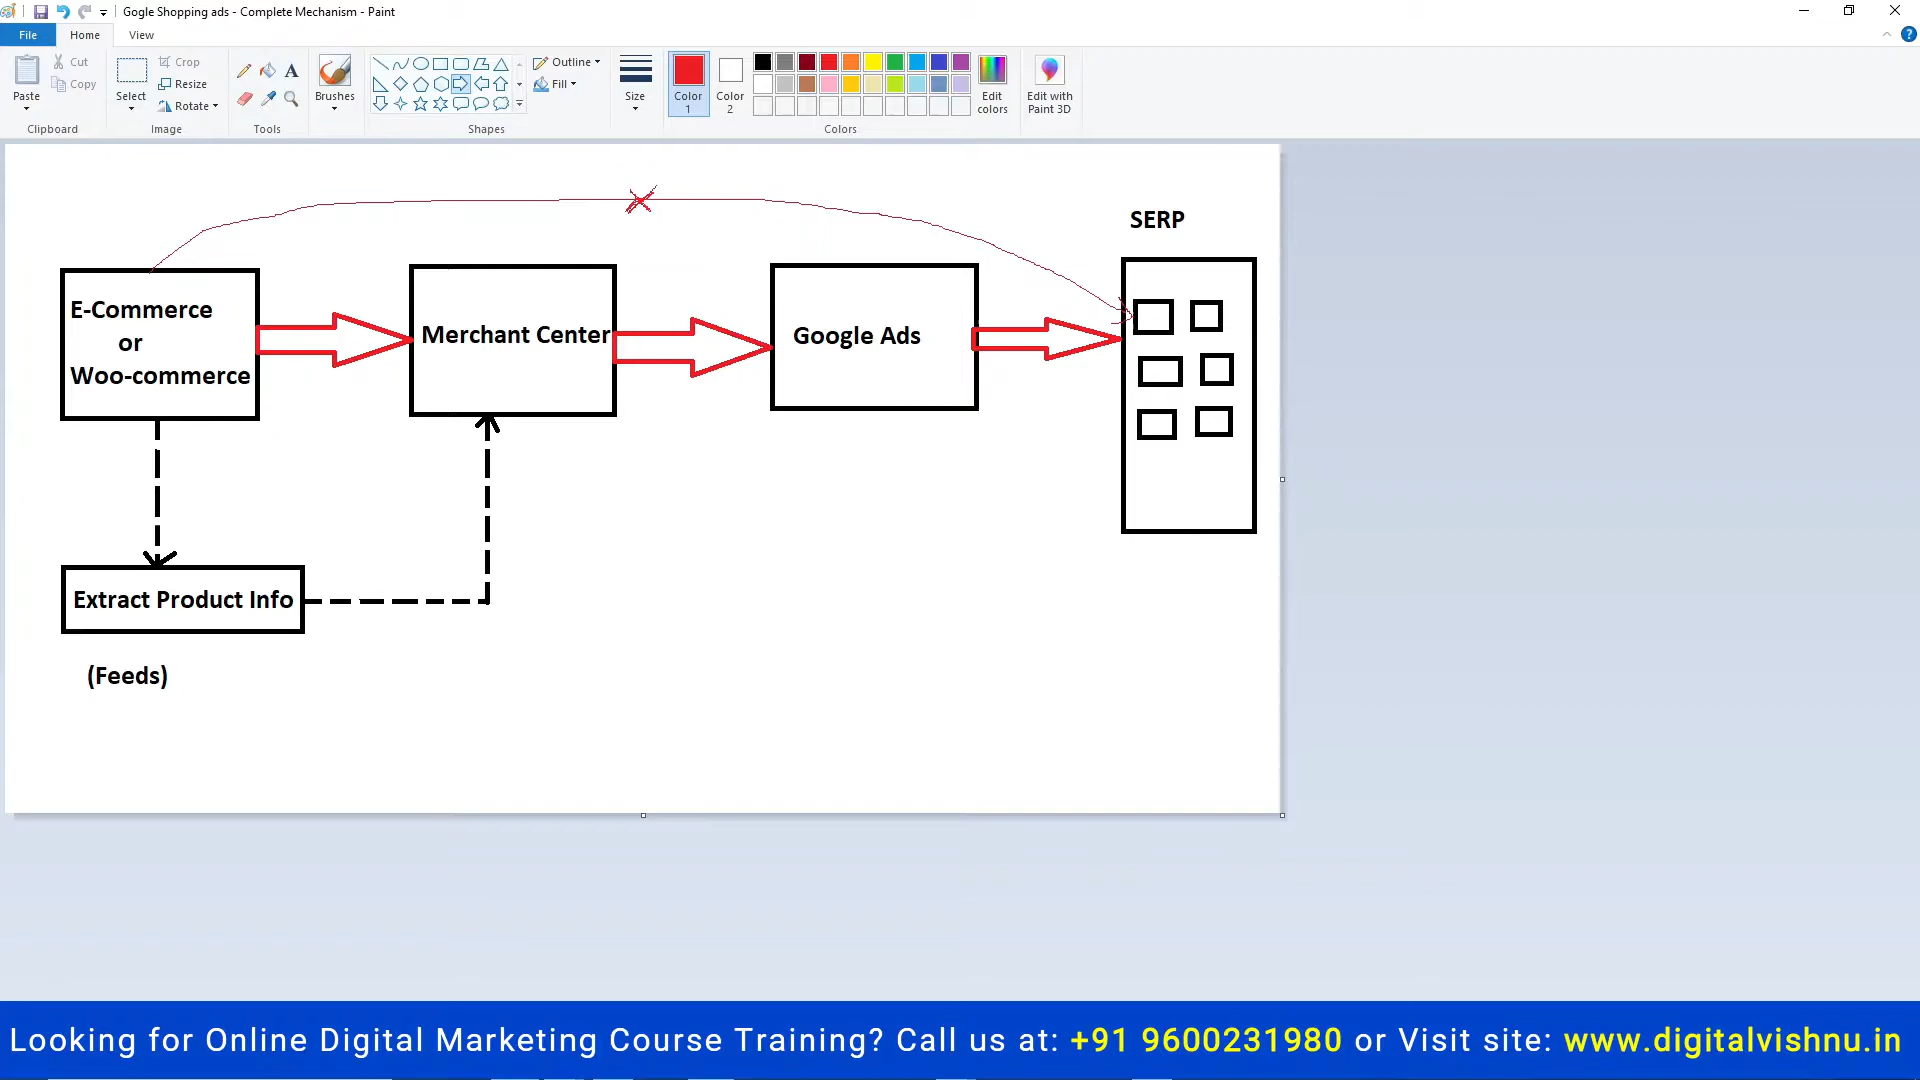 Gogle Shopping ads - Complete Mechanism - Paint
File
Home
View
Paste
Cut
Copy
Clipboard
Select
Crop
Resize
Rotate
Image
A
Tools
Brushes
Outline
Fill
Shapes
Size
Color
1
Color
2
Edit
colors
Edit with
Paint 3D
Colors
?
SERP
E-Commerce
or
Woo-commerce
Merchant Center
Google Ads
Extract Product Info
(Feeds)
Looking for Online Digital Marketing Course Training? Call us at: +91 9600231980 or Visit site: www.digitalvishnu.in